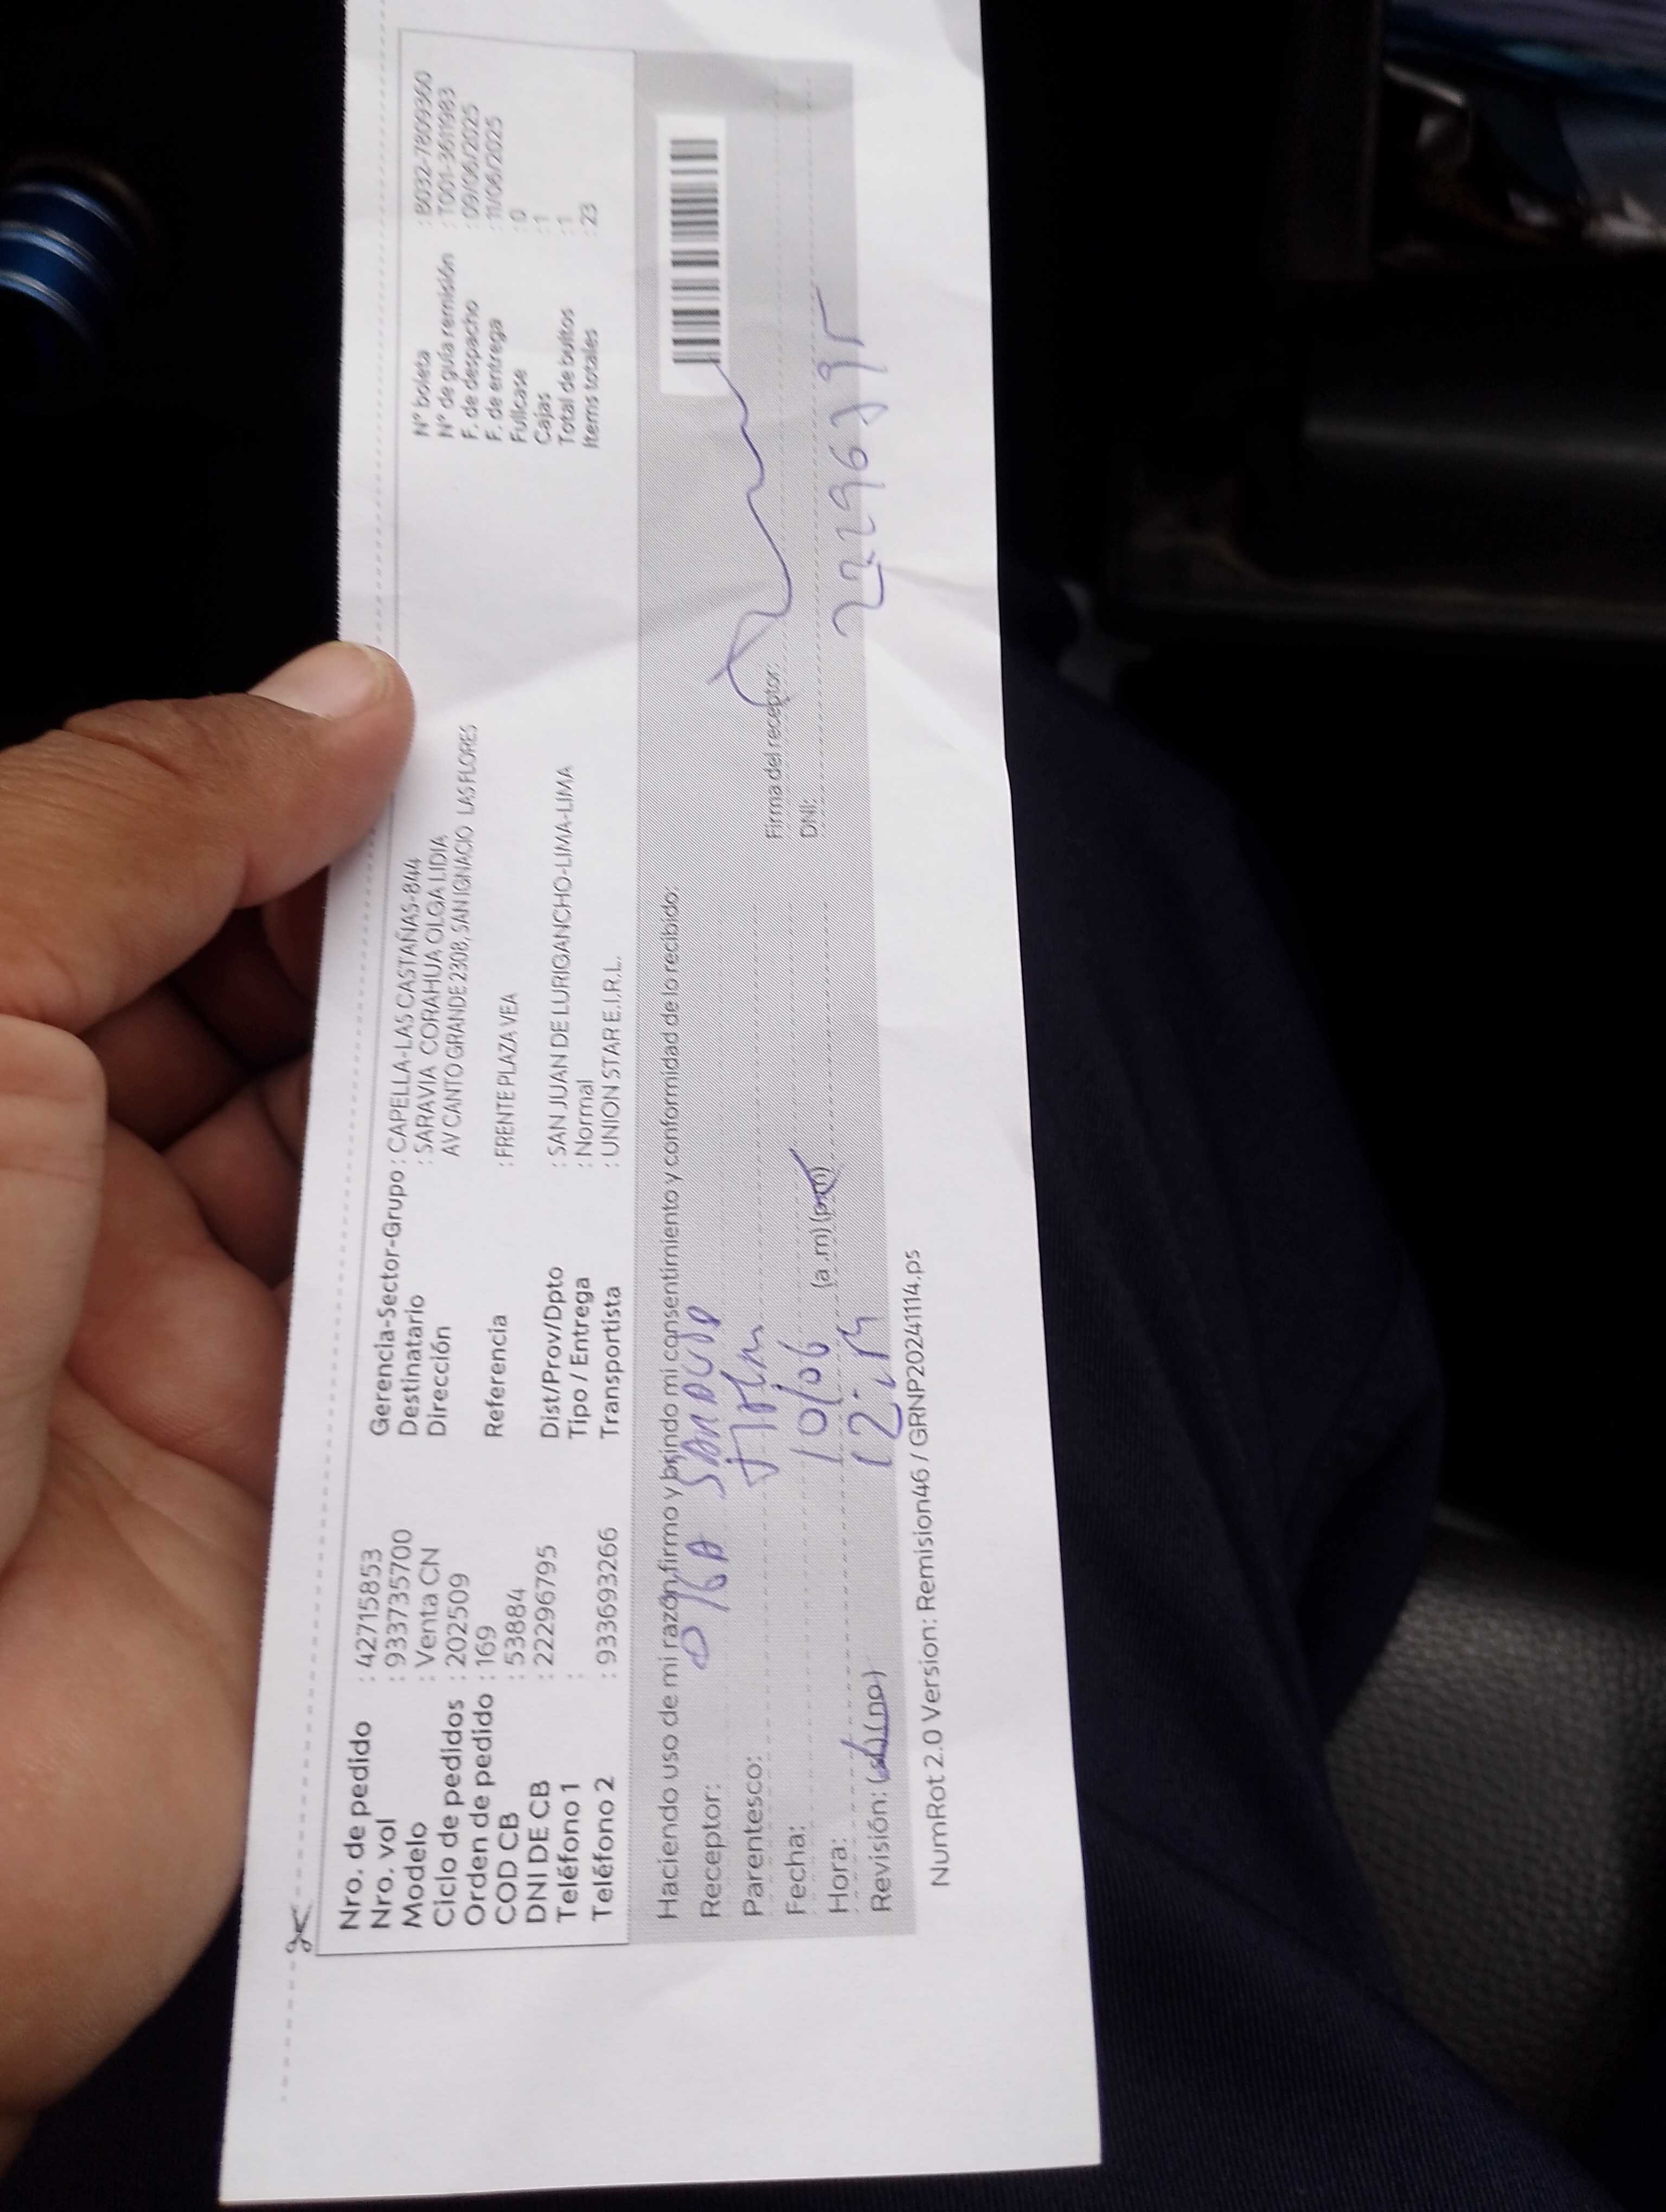 Nro. de pedido : 42715853
Nro. vol : 933735700
Modelo : Venta CN
Ciclo de pedidos : 202509
Orden de pedido : 169
COD CB : 53884
DNI DE CB : 22296795
Teléfono 1 :
Teléfono 2 : 933693266
Gerencia-Sector-Grupo : CAPELLA-LAS CASTAÑAS-844
Destinatario : SARAVIA CORAHUA OLGA LIDIA
Dirección AV CANTO GRANDE 2308, SAN IGNACIO LAS FLORES
Referencia : FRENTE PLAZA VEA
Dist/Prov/Dpto : SAN JUAN DE LURIGANCHO-LIMA-LIMA
Tipo / Entrega : Normal
Transportista : UNION STAR E.I.R.L.
N° boleta : B032-7809360
N° de guía remisión : T001-3611983
F. de despacho : 09/06/2025
F. de entrega : 11/06/2025
Fullcase : 0
Cajas : 1
Total de bultos : 1
Items totales : 23
Haciendo uso de mi razón, firmo y brindo mi consentimiento y conformidad de lo recibido:
Receptor:
Parentesco:
Fecha: 10/06
Hora: (a.m) (p.m)
Revisión: (si) (no)
Firma del receptor:
DNI: 22296795
NumRot 2.0 Version: Remision46 / GRNP20241114.ps